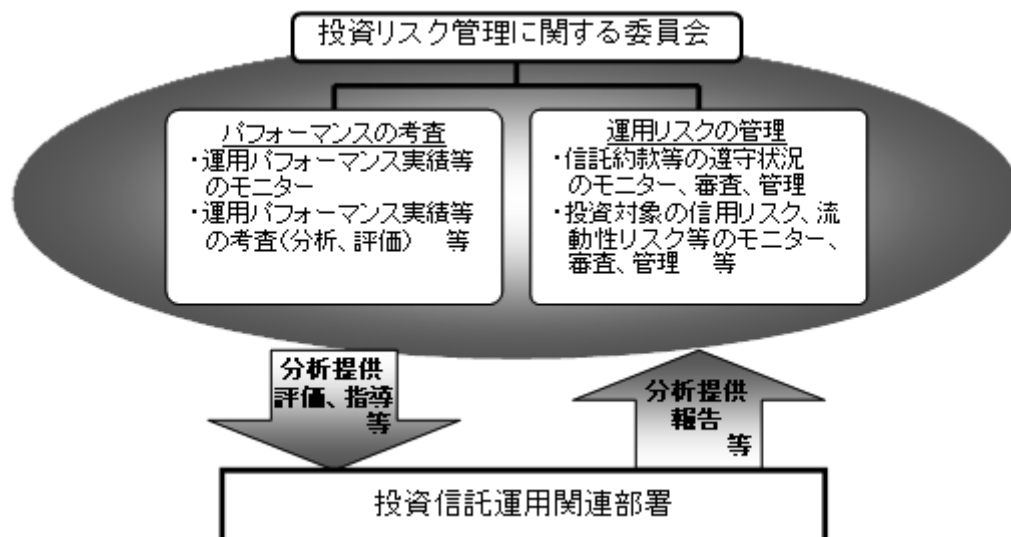 投資リスク管理に関する委員会
パフォーマンスの考査
・運用パフォーマンス実績等
のモニター
・運用パフォーマンス実績等
の考査(分析、評価)　等
運用リスクの管理
・信託約款等の遵守状況
のモニター、審査、管理
・投資対象の信用リスク、流
動性リスク等のモニター、
審査、管理　等
分析提供
評価、指導
等
分析提供
報告
等
投資信託運用関連部署